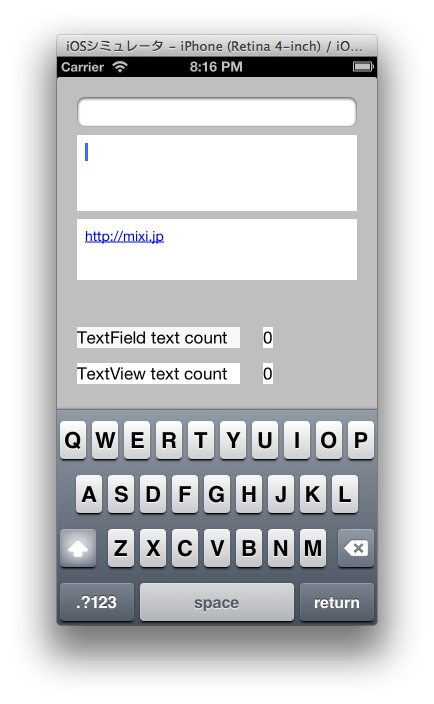 iOSシミュレータ – iPhone (Retina 4-inch) / iO...
Carrier 8:16 PM
http://mixi.jp
TextField text count 0
TextView text count 0
Q W E R T Y U I O P
A S D F G H J K L
Z X C V B N M
.?123 space return